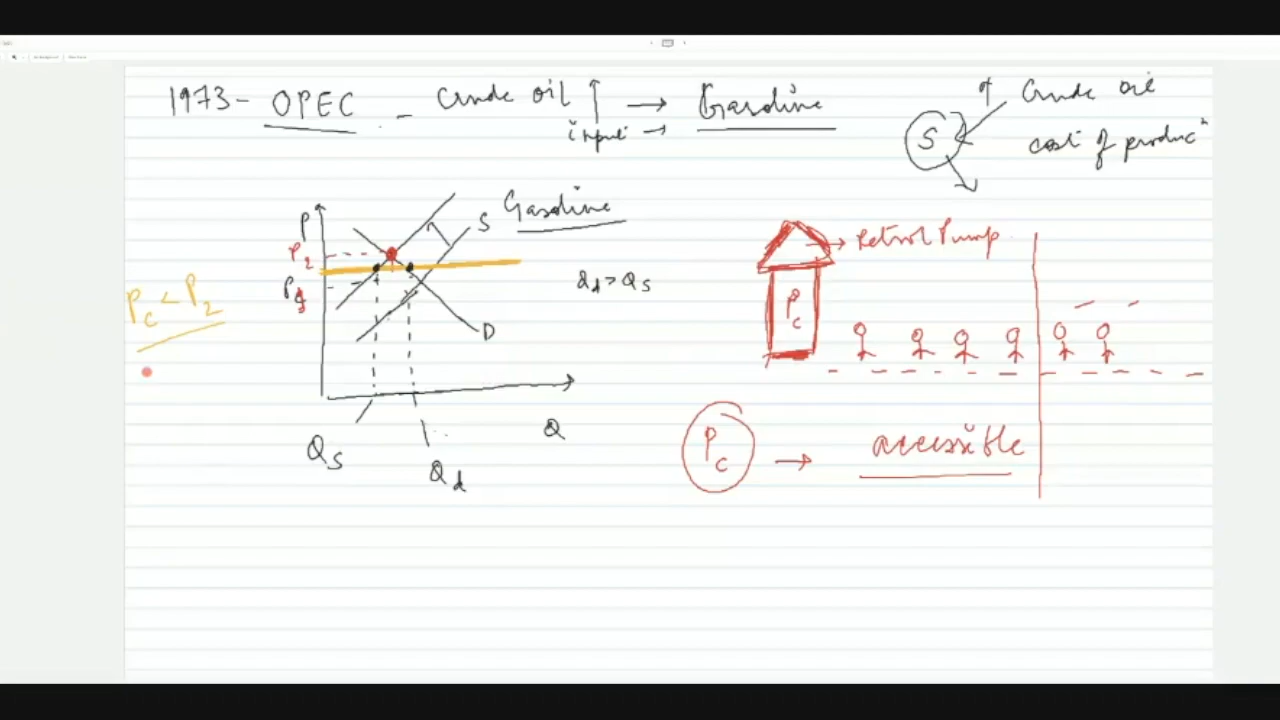 1973 - OPEC - Crude oil ↑ → Gasoline
input →
↑ Crude oil
S cost of productⁿ
P
S
Gasoline
P2
P1
Qd > Qs
D
Q
Qs
Qd
Pc < P2
→ Petrol Pump
Pc
Pc → accessible